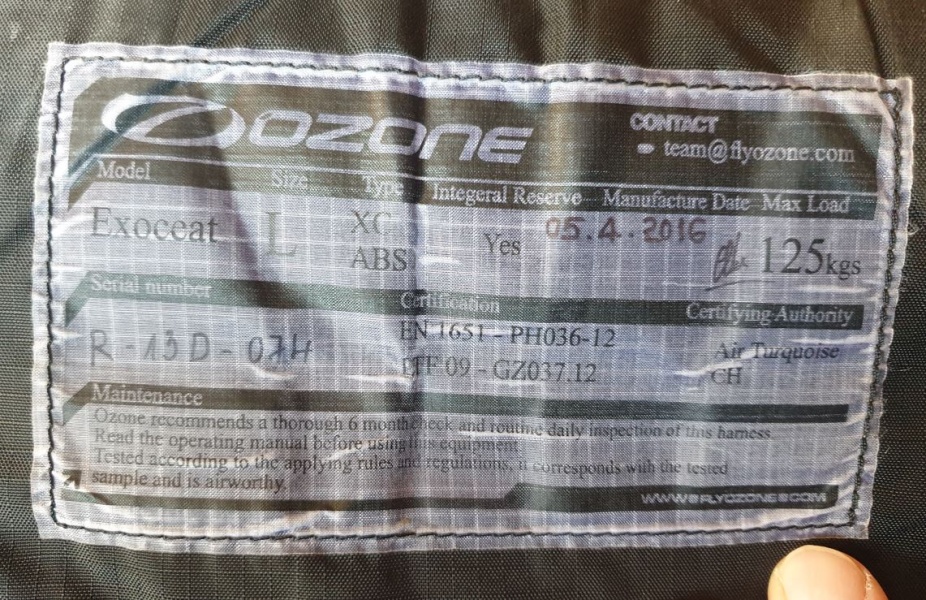 OZONE
CONTACT
team@flyozone.com
Model Size Type Integeral Reserve Manufacture Date Max Load
Exoceat L XC ABS Yes 05.4.2016 125kgs
Serial number Certification Certifying Authority
R-13D-074 EN 1651 - PH036-12 Air Turquoise
LTF 09 - GZ037.12 CH
Maintenance
Ozone recommends a thorough 6 month check and routine daily inspection of this harness.
Read the operating manual before using this equipment.
Tested according to the applying rules and regulations, it corresponds with the tested
sample and is airworthy.